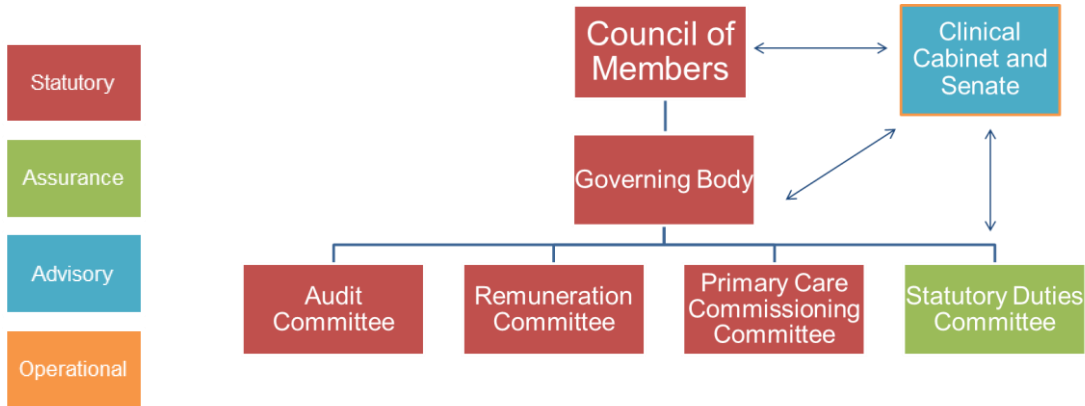 Statutory
Assurance
Advisory
Operational
Council of
Members
Clinical
Cabinet and
Senate
Governing Body
Audit
Committee
Remuneration
Committee
Primary Care
Commissioning
Committee
Statutory Duties
Committee